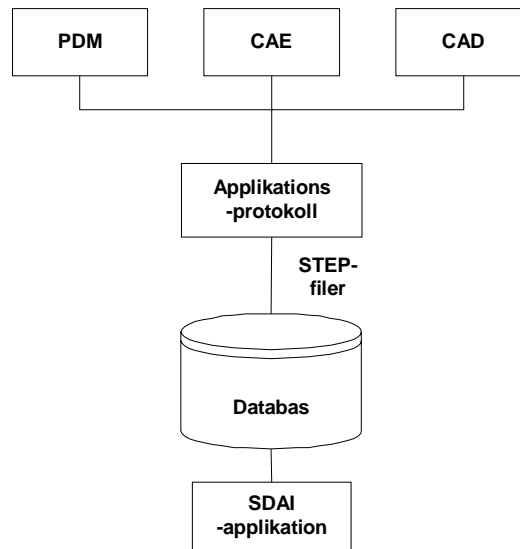 PDM
CAE
CAD
Applikations
-protokoll
STEP-
filer
Databas
SDAI
-applikation